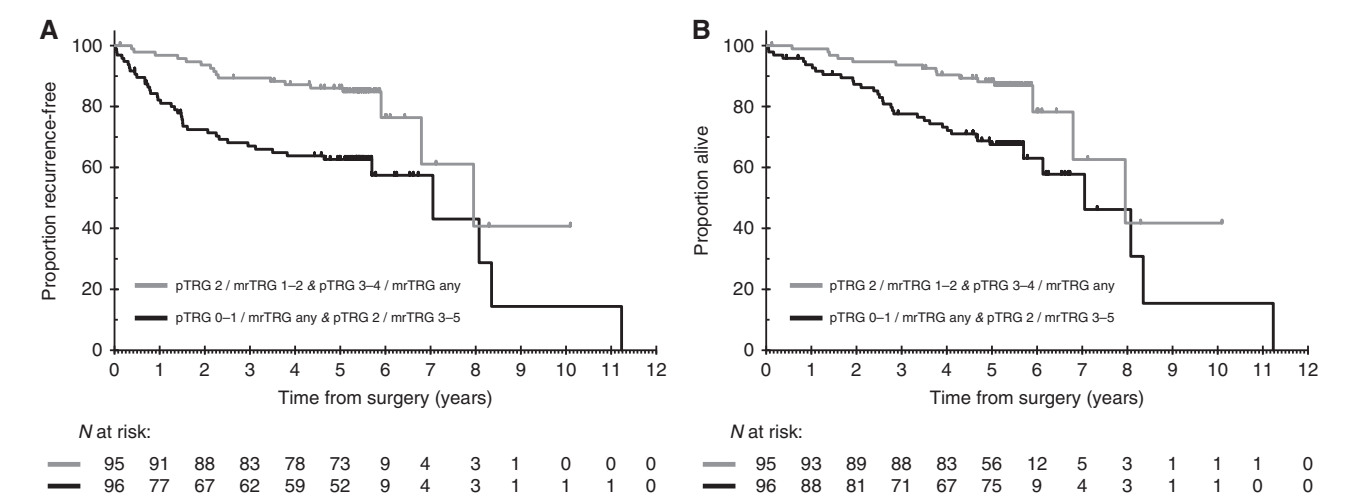 A
Proportion recurrence-free
100
80
60
40
20
0
pTRG 2 / mrTRG 1–2 & pTRG 3–4 / mrTRG any
pTRG 0–1 / mrTRG any & pTRG 2 / mrTRG 3–5
0 1 2 3 4 5 6 7 8 9 10 11 12
Time from surgery (years)
N at risk:
95 91 88 83 78 73 9 4 3 1 0 0 0
96 77 67 62 59 52 9 4 3 1 1 1 0
B
Proportion alive
100
80
60
40
20
0
pTRG 2 / mrTRG 1–2 & pTRG 3–4 / mrTRG any
pTRG 0–1 / mrTRG any & pTRG 2 / mrTRG 3–5
0 1 2 3 4 5 6 7 8 9 10 11 12
Time from surgery (years)
N at risk:
95 93 89 88 83 56 12 5 3 1 1 1 0
96 88 81 71 67 75 9 4 3 1 1 0 0